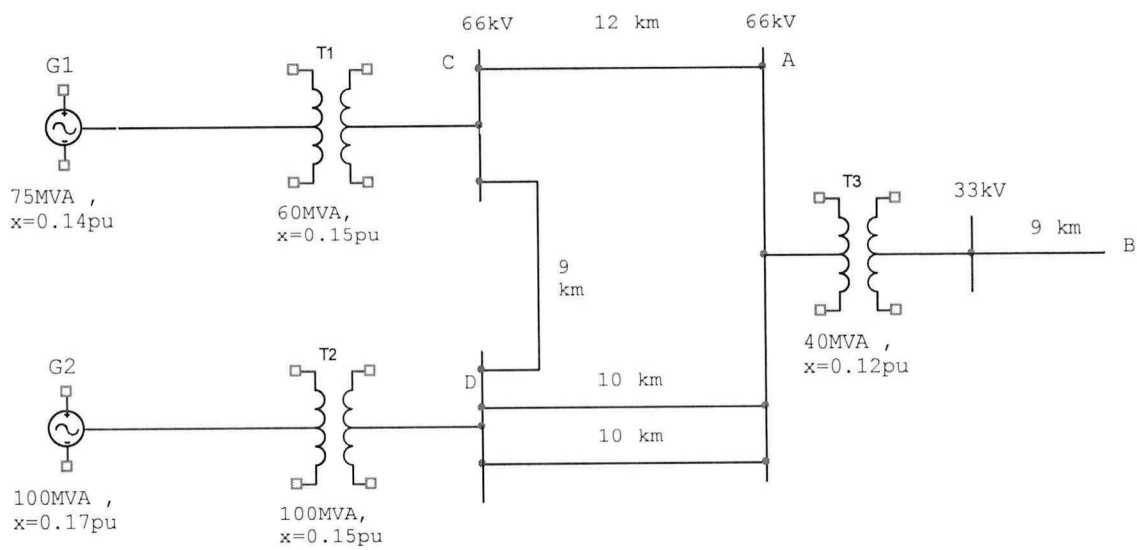 66kV
12 km
66kV
T1
C
A
G1
75MVA ,
x=0.14pu
60MVA,
x=0.15pu
T3
33kV
9 km
B
9
km
40MVA ,
x=0.12pu
G2
T2
D
10 km
10 km
100MVA ,
x=0.17pu
100MVA,
x=0.15pu